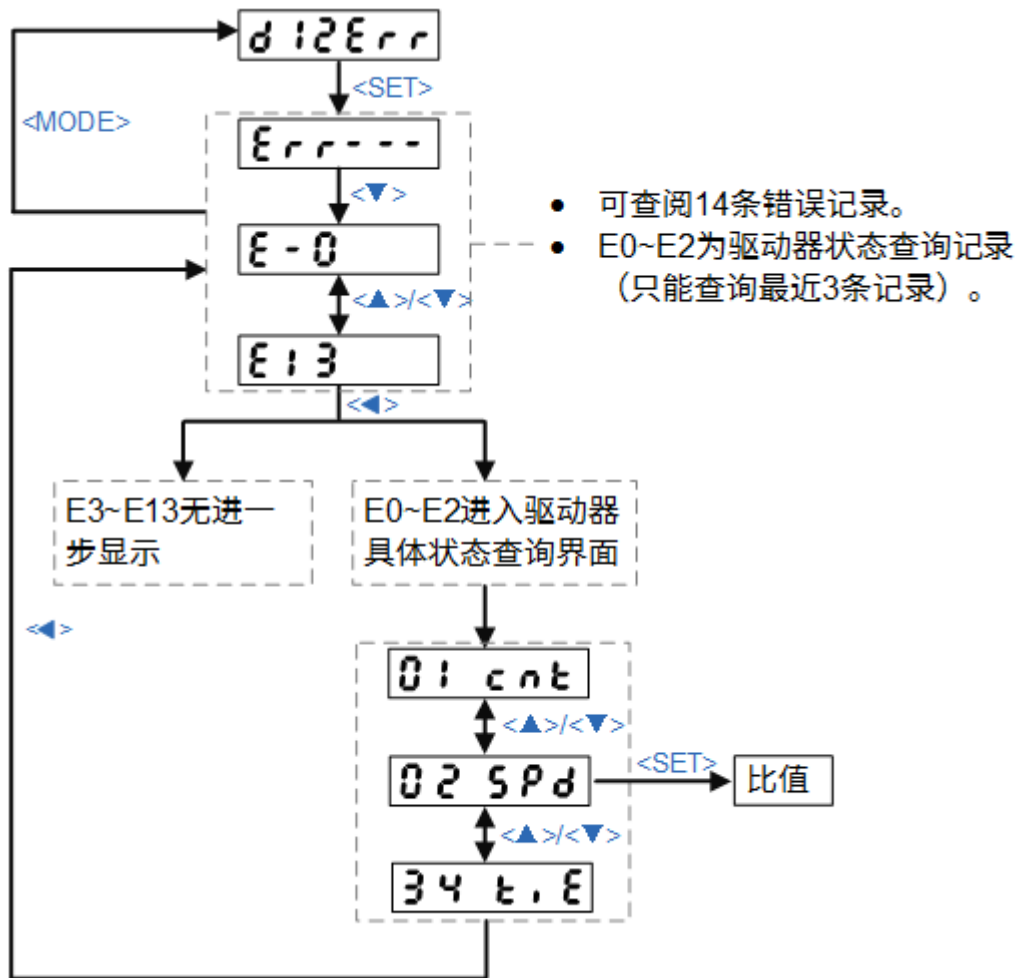 d12Err
<SET>
<MODE>
Err---
<▼>
E-0
<▲>/<▼>
E13
<◀>
• 可查阅14条错误记录。
• E0~E2为驱动器状态查询记录
（只能查询最近3条记录）。
E3~E13无进一
步显示
E0~E2进入驱动器
具体状态查询界面
<◀>
01 cnt
<▲>/<▼>
02 SPd
<SET>
比值
<▲>/<▼>
34 t.E